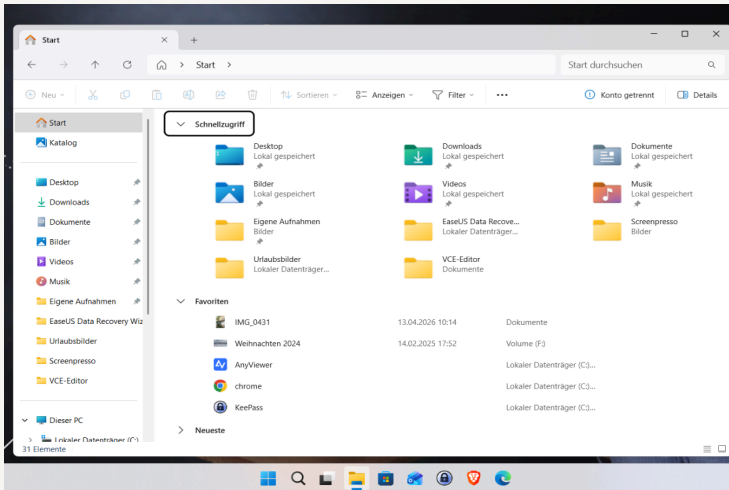 Start
Start
Start durchsuchen
Neu
Sortieren
Anzeigen
Filter
Konto getrennt
Details
Start
Katalog
Desktop
Downloads
Dokumente
Bilder
Videos
Musik
Eigene Aufnahmen
EaseUS Data Recovery Wiz
Urlaubsbilder
Screenpresso
VCE-Editor
Dieser PC
Lokaler Datenträger (C:)
Schnellzugriff
Desktop
Lokal gespeichert
Downloads
Lokal gespeichert
Dokumente
Lokal gespeichert
Bilder
Lokal gespeichert
Videos
Lokal gespeichert
Musik
Lokal gespeichert
Eigene Aufnahmen
Bilder
EaseUS Data Recove...
Lokaler Datenträger...
Screenpresso
Bilder
Urlaubsbilder
Lokaler Datenträger...
VCE-Editor
Dokumente
Favoriten
IMG_0431 13.04.2026 10:14 Dokumente
Weihnachten 2024 14.02.2025 17:52 Volume (F:)
AnyViewer Lokaler Datenträger (C:)...
chrome Lokaler Datenträger (C:)...
KeePass Lokaler Datenträger (C:)...
Neueste
31 Elemente